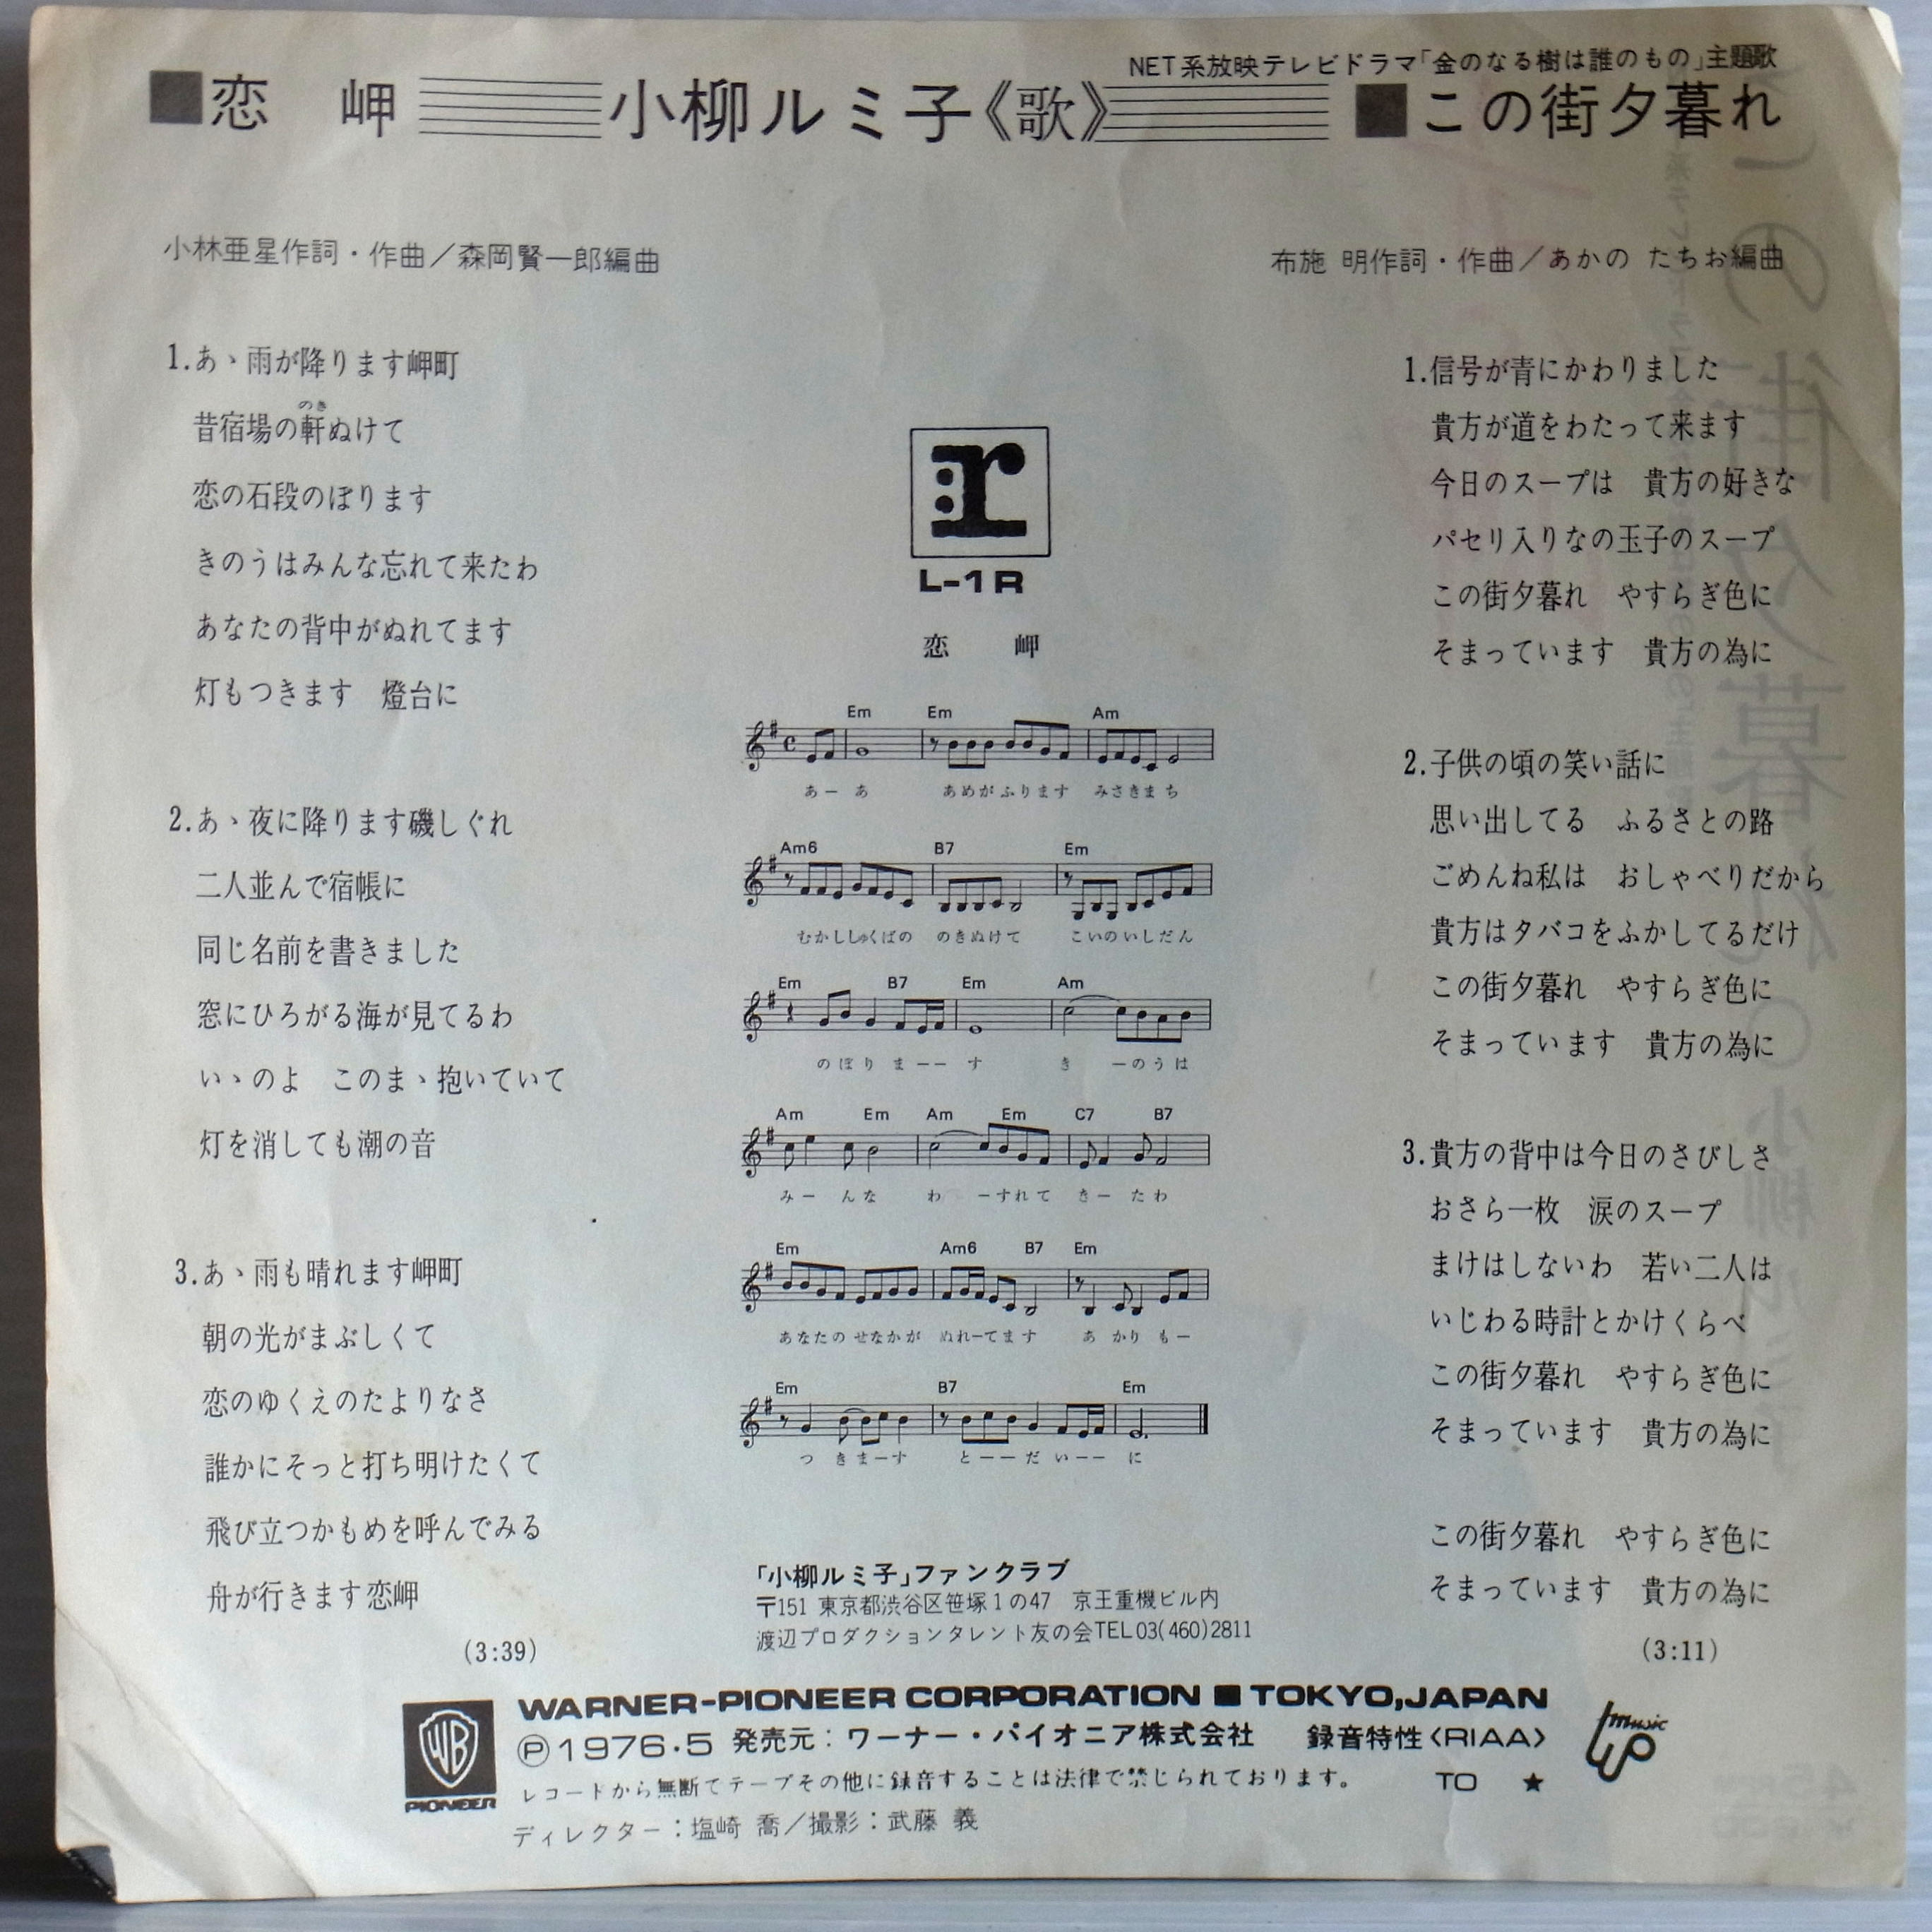 NET系放映テレビドラマ「金のなる樹は誰のもの」主題歌
■恋 岬 小柳ルミ子《歌》 ■この街夕暮れ
小林亜星作詞・作曲／森岡賢一郎編曲
1.あゝ雨が降ります岬町
のき
昔宿場の軒ぬけて
恋の石段のぼります
きのうはみんな忘れて来たわ
あなたの背中がぬれてます
灯もつきます 燈台に
2.あゝ夜に降ります磯しぐれ
二人並んで宿帳に
同じ名前を書きました
窓にひろがる海が見てるわ
いゝのよ このまゝ抱いていて
灯を消しても潮の音
3.あゝ雨も晴れます岬町
朝の光がまぶしくて
恋のゆくえのたよりなさ
誰かにそっと打ち明けたくて
飛び立つかもめを呼んでみる
舟が行きます恋岬
(3:39)
r
L-1R
恋 岬
Em Em Am
あー あ あめがふります みさきまち
Am6 B7 Em
むかししゅくばの のきぬけて こいのいしだん
Em B7 Em Am
のぼり まーー す き ーのうは
Am Em Am Em C7 B7
みー んな わ ーすれて きー たわ
Em Am6 B7 Em
あなたのせなかが ぬれーてます あ かり もー
Em B7 Em
つ きまーす とーーだ いーー に
「小柳ルミ子」ファンクラブ
〒151 東京都渋谷区笹塚1の47 京王重機ビル内
渡辺プロダクションタレント友の会TEL03(460)2811
布施 明作詞・作曲／あかの たちお編曲
1.信号が青にかわりました
貴方が道をわたって来ます
今日のスープは 貴方の好きな
パセリ入りなの玉子のスープ
この街夕暮れ やすらぎ色に
そまっています 貴方の為に
2.子供の頃の笑い話に
思い出してる ふるさとの路
ごめんね私は おしゃべりだから
貴方はタバコをふかしてるだけ
この街夕暮れ やすらぎ色に
そまっています 貴方の為に
3.貴方の背中は今日のさびしさ
おさら一枚 涙のスープ
まけはしないわ 若い二人は
いじわる時計とかけくらべ
この街夕暮れ やすらぎ色に
そまっています 貴方の為に
この街夕暮れ やすらぎ色に
そまっています 貴方の為に
(3:11)
WB
PIONEER
WARNER-PIONEER CORPORATION ■ TOKYO,JAPAN
Ⓟ1976・5 発売元：ワーナー・パイオニア株式会社 録音特性〈RIAA〉
レコードから無断でテープその他に録音することは法律で禁じられております。 TO ★
ディレクター：塩崎 喬／撮影：武藤 義
music up